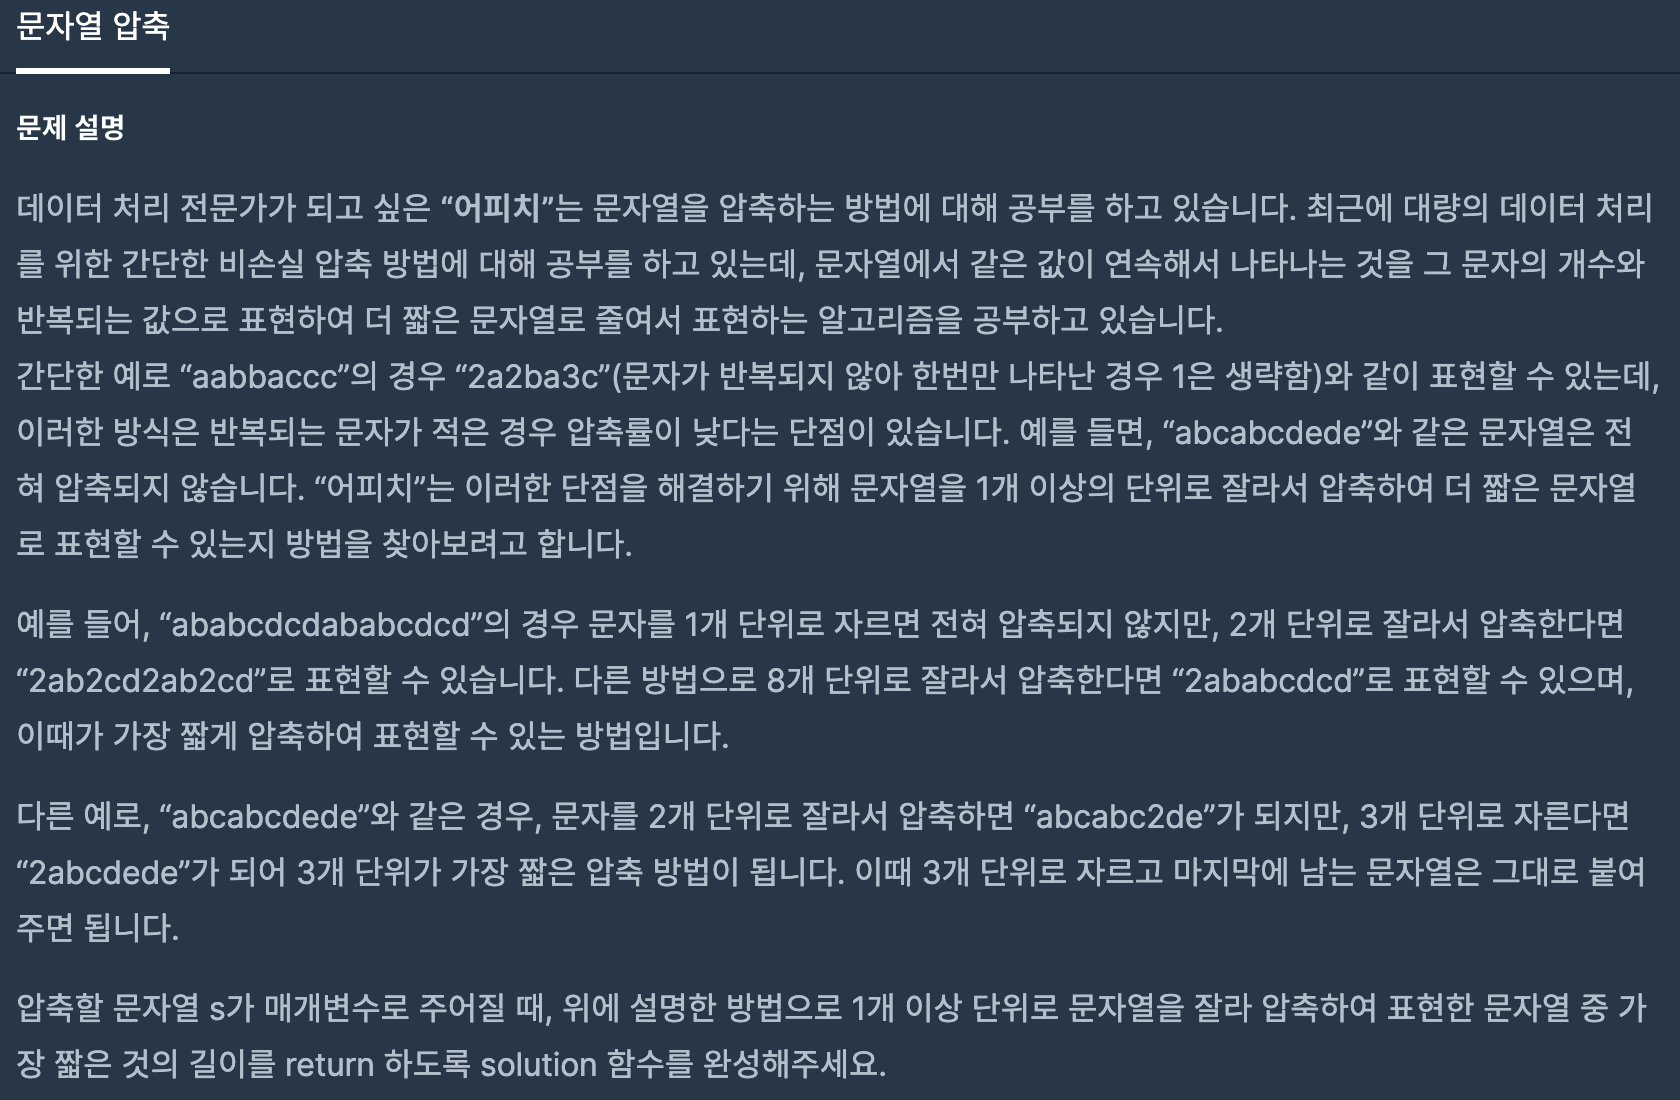 문자열 압축
문제 설명
데이터 처리 전문가가 되고 싶은 “어피치”는 문자열을 압축하는 방법에 대해 공부를 하고 있습니다. 최근에 대량의 데이터 처리
를 위한 간단한 비손실 압축 방법에 대해 공부를 하고 있는데, 문자열에서 같은 값이 연속해서 나타나는 것을 그 문자의 개수와
반복되는 값으로 표현하여 더 짧은 문자열로 줄여서 표현하는 알고리즘을 공부하고 있습니다.
간단한 예로 “aabbaccc”의 경우 “2a2ba3c”(문자가 반복되지 않아 한번만 나타난 경우 1은 생략함)와 같이 표현할 수 있는데,
이러한 방식은 반복되는 문자가 적은 경우 압축률이 낮다는 단점이 있습니다. 예를 들면, “abcabcdede”와 같은 문자열은 전
혀 압축되지 않습니다. “어피치”는 이러한 단점을 해결하기 위해 문자열을 1개 이상의 단위로 잘라서 압축하여 더 짧은 문자열
로 표현할 수 있는지 방법을 찾아보려고 합니다.
예를 들어, “ababcdcdababcdcd”의 경우 문자를 1개 단위로 자르면 전혀 압축되지 않지만, 2개 단위로 잘라서 압축한다면
“2ab2cd2ab2cd”로 표현할 수 있습니다. 다른 방법으로 8개 단위로 잘라서 압축한다면 “2ababcdcd”로 표현할 수 있으며,
이때가 가장 짧게 압축하여 표현할 수 있는 방법입니다.
다른 예로, “abcabcdede”와 같은 경우, 문자를 2개 단위로 잘라서 압축하면 “abcabc2de”가 되지만, 3개 단위로 자른다면
“2abcdede”가 되어 3개 단위가 가장 짧은 압축 방법이 됩니다. 이때 3개 단위로 자르고 마지막에 남는 문자열은 그대로 붙여
주면 됩니다.
압축할 문자열 s가 매개변수로 주어질 때, 위에 설명한 방법으로 1개 이상 단위로 문자열을 잘라 압축하여 표현한 문자열 중 가
장 짧은 것의 길이를 return 하도록 solution 함수를 완성해주세요.